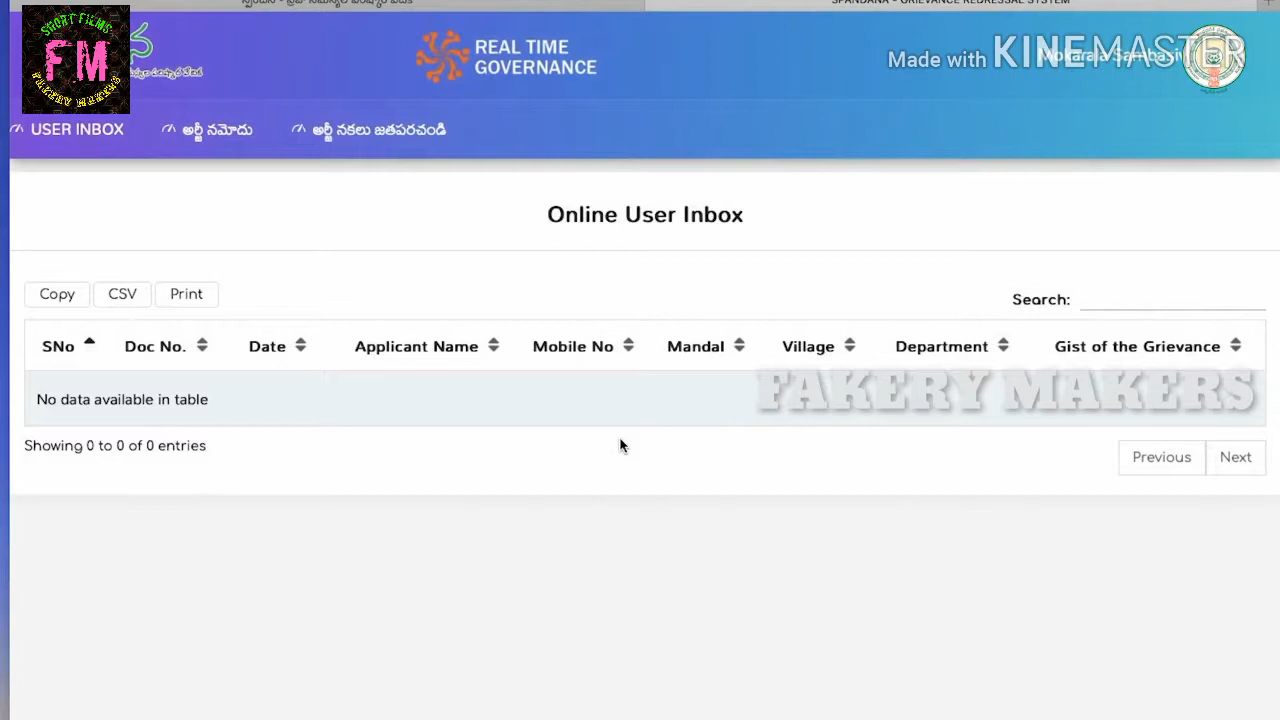 SPANDANA - GRIEVANCE REDRESSAL SYSTEM
SHORT FILMS
FM
FAKERY MAKERS
REAL TIME
GOVERNANCE
Made with KINEMASTER
USER INBOX
అర్జీ నమోదు
అర్జీ నకలు జతపరచండి
Online User Inbox
Copy CSV Print
Search:
SNo Doc No. Date Applicant Name Mobile No Mandal Village Department Gist of the Grievance
No data available in table
FAKERY MAKERS
Showing 0 to 0 of 0 entries
Previous Next